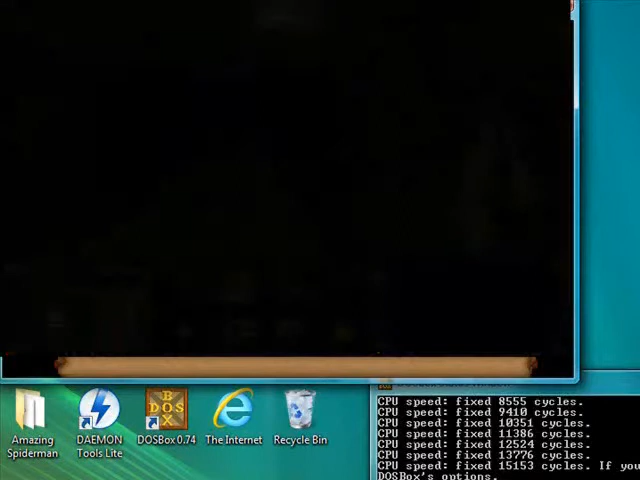 Amazing
Spiderman
DAEMON
Tools Lite
BOX
DOS
DOSBox 0.74
The Internet
Recycle Bin
CPU speed: fixed 8555 cycles.
CPU speed: fixed 9410 cycles.
CPU speed: fixed 10351 cycles.
CPU speed: fixed 11386 cycles.
CPU speed: fixed 12524 cycles.
CPU speed: fixed 13776 cycles.
CPU speed: fixed 15153 cycles. If you
DOSBox's options.